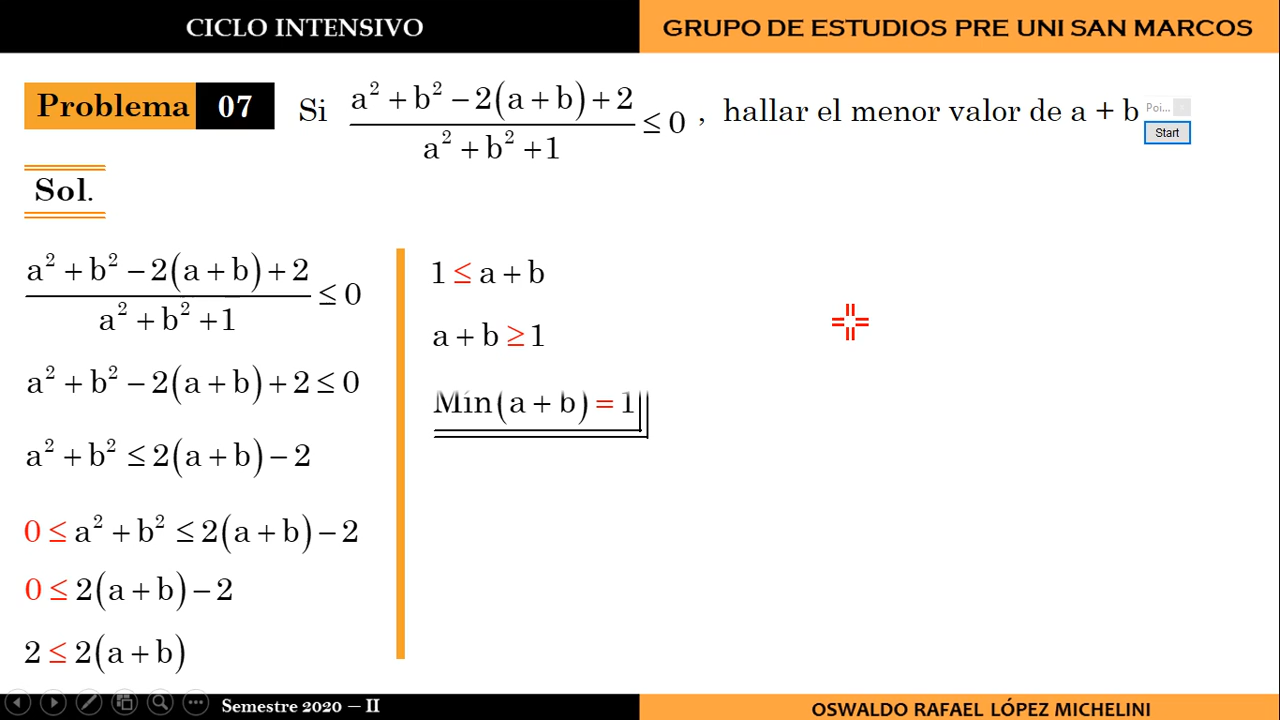 CICLO INTENSIVO
GRUPO DE ESTUDIOS PRE UNI SAN MARCOS
Problema 07 Si (a² + b² − 2(a + b) + 2)/(a² + b² + 1) ≤ 0 , hallar el menor valor de a + b
Poi... x
Start
Sol.
(a² + b² − 2(a + b) + 2)/(a² + b² + 1) ≤ 0
a² + b² − 2(a + b) + 2 ≤ 0
a² + b² ≤ 2(a + b) − 2
0 ≤ a² + b² ≤ 2(a + b) − 2
0 ≤ 2(a + b) − 2
2 ≤ 2(a + b)
1 ≤ a + b
a + b ≥ 1
Mín(a + b) = 1
Semestre 2020 – II
OSWALDO RAFAEL LÓPEZ MICHELINI